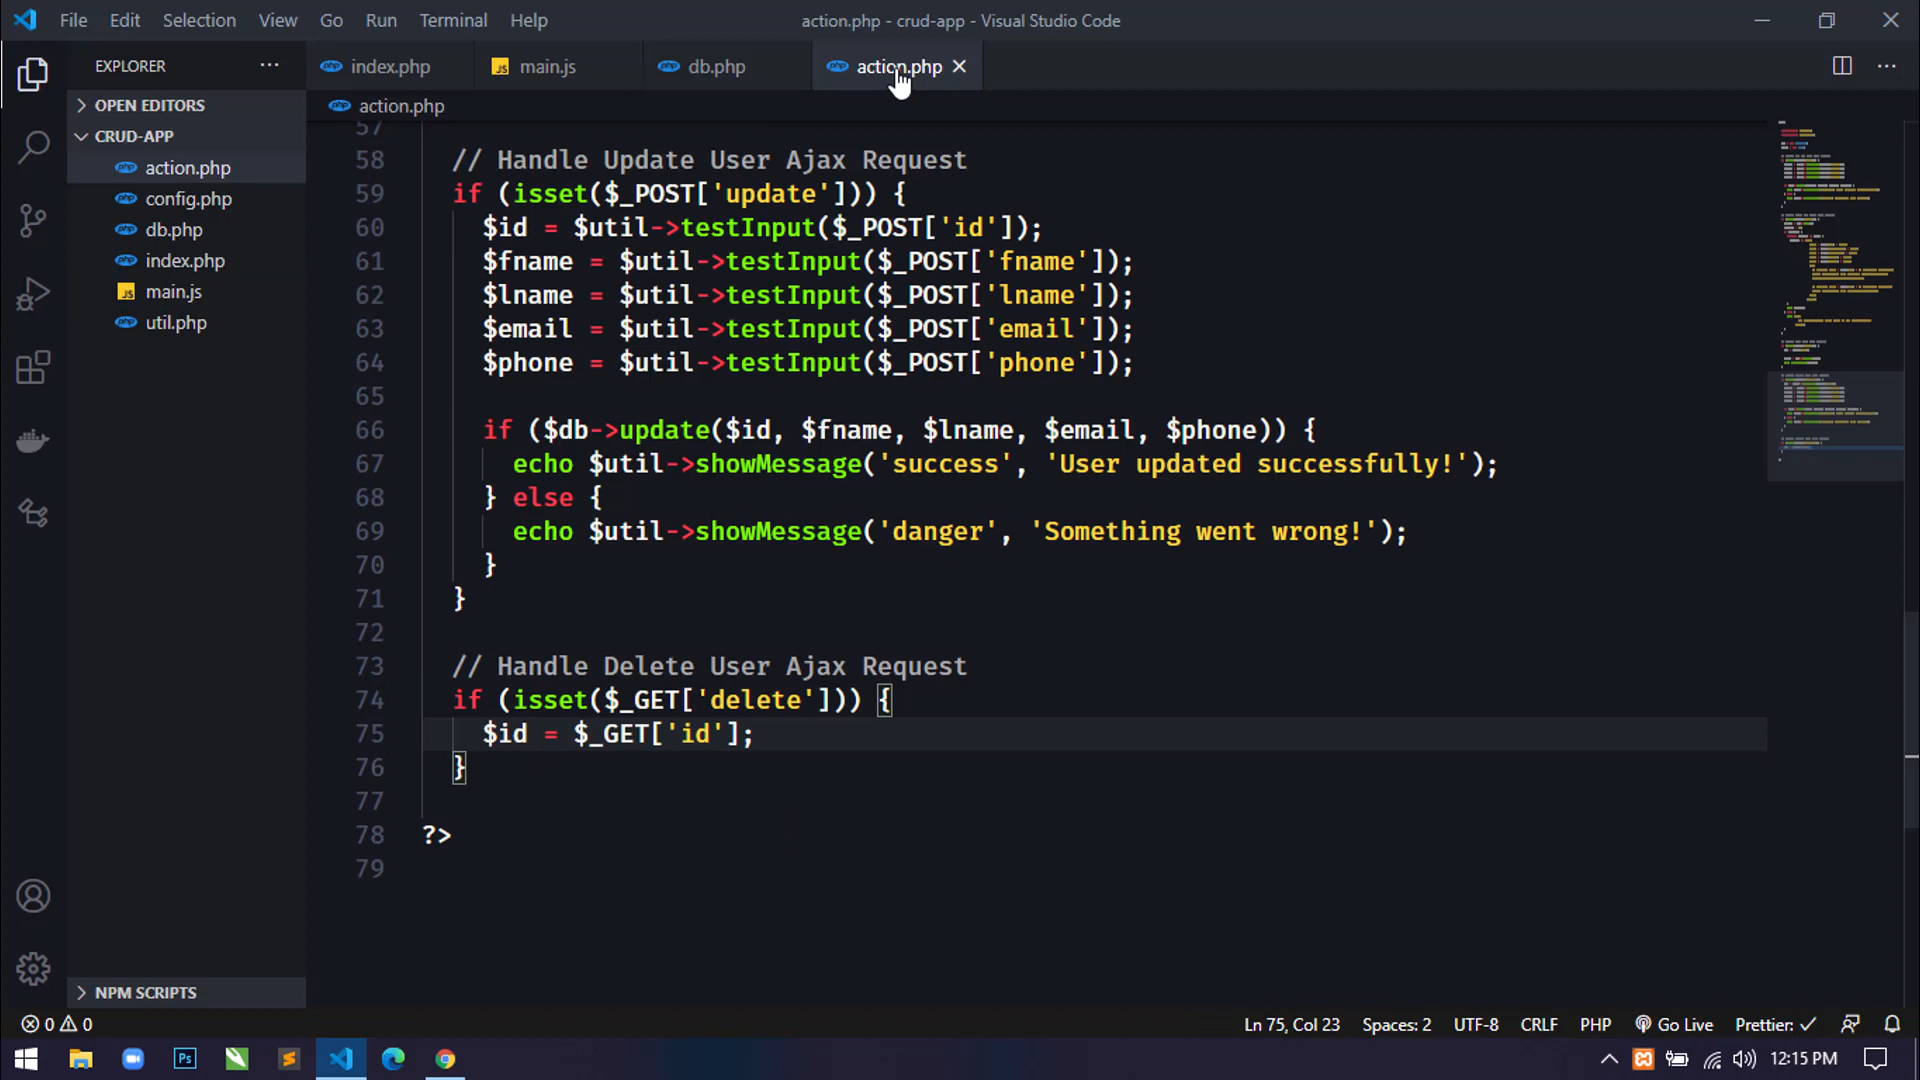 File Edit Selection View Go Run Terminal Help
action.php - crud-app - Visual Studio Code
EXPLORER
index.php
main.js
db.php
action.php
OPEN EDITORS
CRUD-APP
action.php
config.php
db.php
index.php
main.js
util.php
NPM SCRIPTS
action.php
57
58 // Handle Update User Ajax Request
59 if (isset($_POST['update'])) {
60 $id = $util->testInput($_POST['id']);
61 $fname = $util->testInput($_POST['fname']);
62 $lname = $util->testInput($_POST['lname']);
63 $email = $util->testInput($_POST['email']);
64 $phone = $util->testInput($_POST['phone']);
65
66 if ($db->update($id, $fname, $lname, $email, $phone)) {
67 echo $util->showMessage('success', 'User updated successfully!');
68 } else {
69 echo $util->showMessage('danger', 'Something went wrong!');
70 }
71 }
72
73 // Handle Delete User Ajax Request
74 if (isset($_GET['delete'])) {
75 $id = $_GET['id'];
76 }
77
78 ?>
79
0 0 Ln 75, Col 23 Spaces: 2 UTF-8 CRLF PHP Go Live Prettier: ✓
Ps 12:15 PM